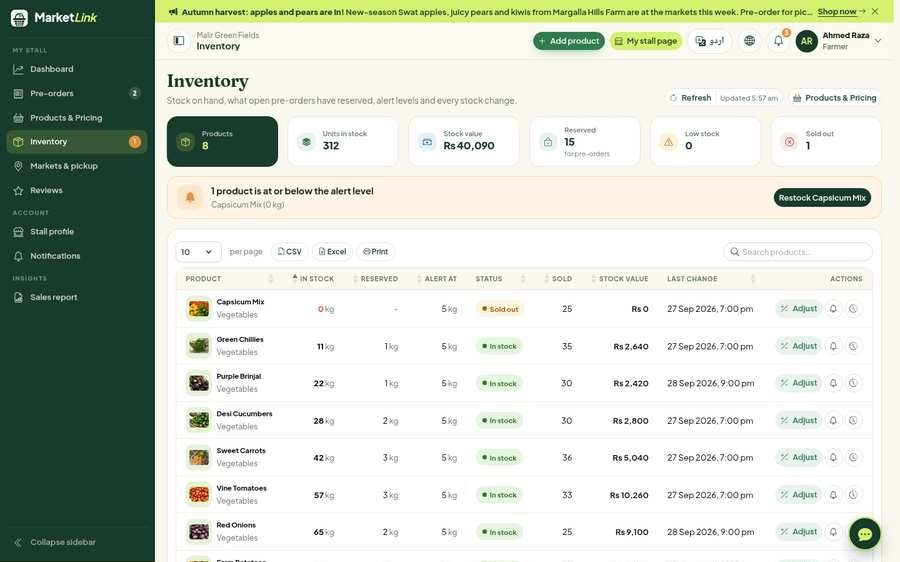 MarketLink
Autumn harvest: apples and pears are in! New-season Swat apples, juicy pears and kiwis from Margalla Hills Farm are at the markets this week. Pre-order for pic... Shop now →
Malir Green Fields
Inventory
Add product
My stall page
اُردُو
3
AR
Ahmed Raza
Farmer
MY STALL
Dashboard
Pre-orders 2
Products & Pricing
Inventory 1
Markets & pickup
Reviews
ACCOUNT
Stall profile
Notifications
INSIGHTS
Sales report
Collapse sidebar
Inventory
Stock on hand, what open pre-orders have reserved, alert levels and every stock change.
Refresh Updated 5:57 am
Products & Pricing
Products
8
Units in stock
312
Stock value
Rs 40,090
Reserved
15
for pre-orders
Low stock
0
Sold out
1
1 product is at or below the alert level
Capsicum Mix (0 kg)
Restock Capsicum Mix
10 per page CSV Excel Print Search products...
PRODUCT IN STOCK RESERVED ALERT AT STATUS SOLD STOCK VALUE LAST CHANGE ACTIONS
Capsicum Mix
Vegetables
0 kg - 5 kg Sold out 25 Rs 0 27 Sep 2026, 7:00 pm Adjust
Green Chillies
Vegetables
11 kg 1 kg 5 kg In stock 35 Rs 2,640 27 Sep 2026, 7:00 pm Adjust
Purple Brinjal
Vegetables
22 kg 1 kg 5 kg In stock 30 Rs 2,420 28 Sep 2026, 9:00 pm Adjust
Desi Cucumbers
Vegetables
28 kg 2 kg 5 kg In stock 30 Rs 2,800 27 Sep 2026, 7:00 pm Adjust
Sweet Carrots
Vegetables
42 kg 3 kg 5 kg In stock 36 Rs 5,040 27 Sep 2026, 7:00 pm Adjust
Vine Tomatoes
Vegetables
57 kg 3 kg 5 kg In stock 33 Rs 10,260 27 Sep 2026, 7:00 pm Adjust
Red Onions
Vegetables
65 kg 2 kg 5 kg In stock 25 Rs 9,100 28 Sep 2026, 9:00 pm Adjust